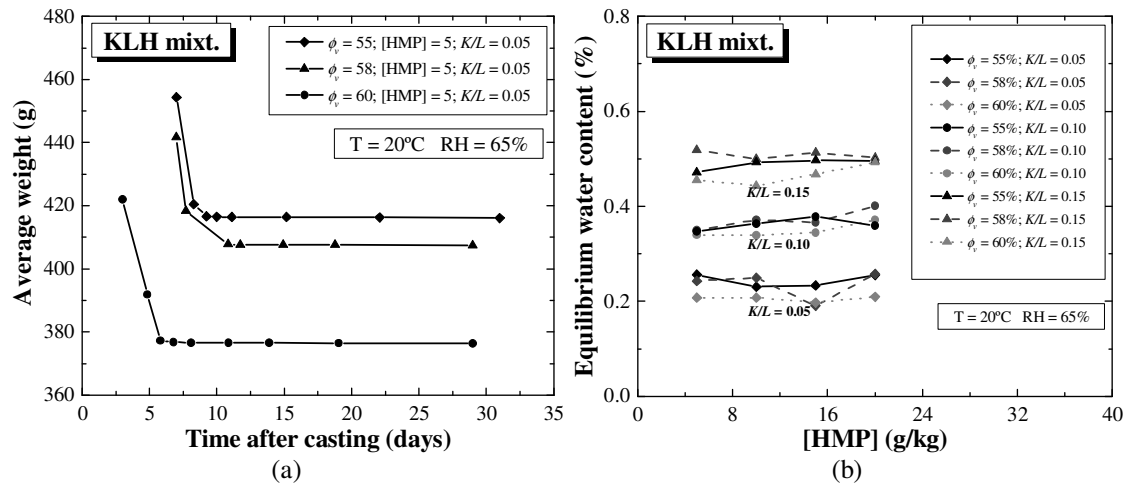 480
KLH mixt.
ϕv = 55; [HMP] = 5; K/L = 0.05
ϕv = 58; [HMP] = 5; K/L = 0.05
ϕv = 60; [HMP] = 5; K/L = 0.05
T = 20ºC RH = 65%
460
440
420
400
380
360
Average weight (g)
0 5 10 15 20 25 30 35
Time after casting (days)
(a)
0.8
KLH mixt.
ϕv = 55%; K/L = 0.05
ϕv = 58%; K/L = 0.05
ϕv = 60%; K/L = 0.05
ϕv = 55%; K/L = 0.10
ϕv = 58%; K/L = 0.10
ϕv = 60%; K/L = 0.10
ϕv = 55%; K/L = 0.15
ϕv = 58%; K/L = 0.15
ϕv = 60%; K/L = 0.15
T = 20ºC RH = 65%
K/L = 0.15
K/L = 0.10
K/L = 0.05
0.6
0.4
0.2
0.0
Equilibrium water content (%)
0 8 16 24 32 40
[HMP] (g/kg)
(b)